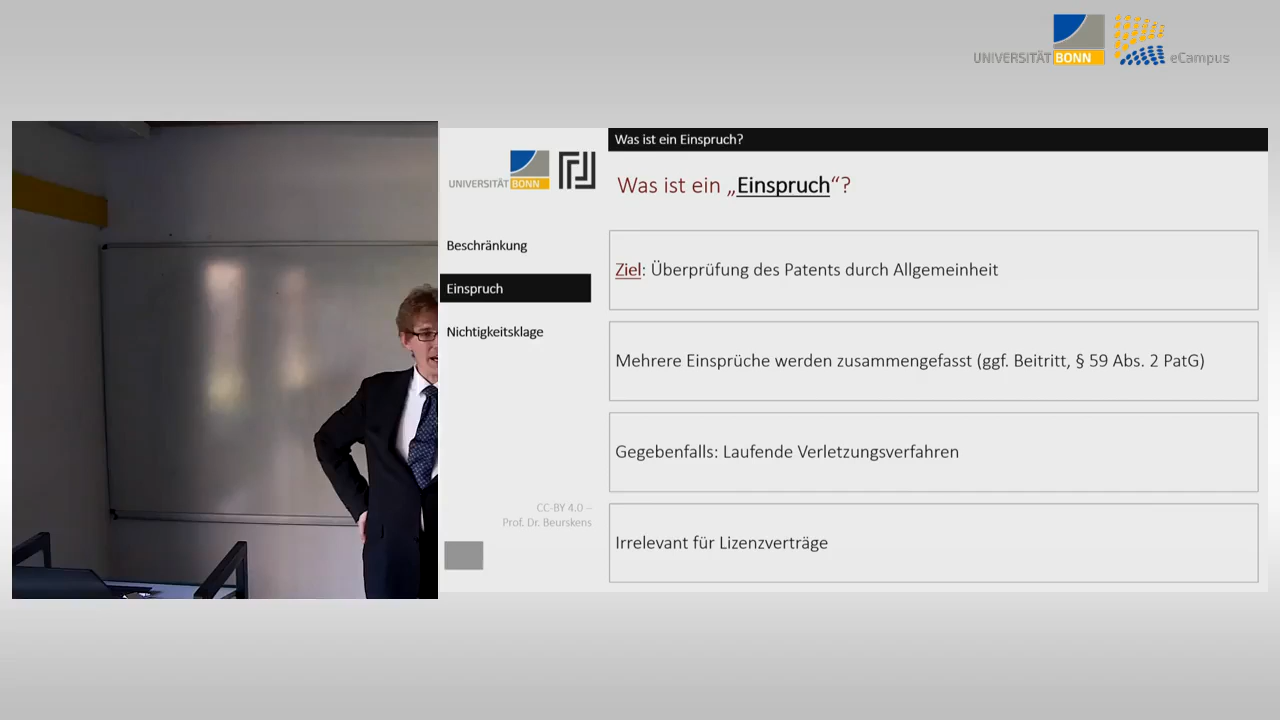 UNIVERSITÄT BONN eCampus
Was ist ein Einspruch?
UNIVERSITÄT BONN
Was ist ein „Einspruch“?
Beschränkung
Einspruch
Nichtigkeitsklage
Ziel: Überprüfung des Patents durch Allgemeinheit
Mehrere Einsprüche werden zusammengefasst (ggf. Beitritt, § 59 Abs. 2 PatG)
Gegebenfalls: Laufende Verletzungsverfahren
Irrelevant für Lizenzverträge
CC-BY 4.0 –
Prof. Dr. Beurskens